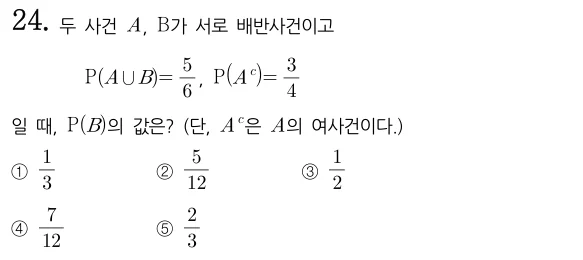 24. 두 사건 A, B가 서로 배반사건이고
P(A∪B)=5/6, P(A^c)=3/4
일 때, P(B)의 값은? (단, A^c은 A의 여사건이다.)
① 1/3 ② 5/12 ③ 1/2
④ 7/12 ⑤ 2/3